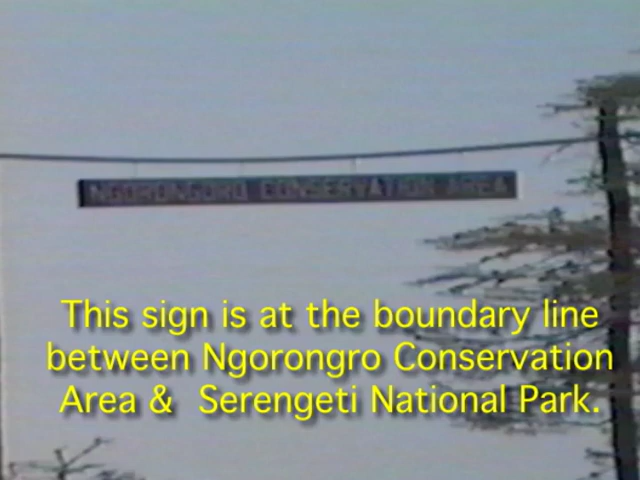 NGORONGORO CONSERVATION AREA
This sign is at the boundary line
between Ngorongro Conservation
Area &  Serengeti National Park.